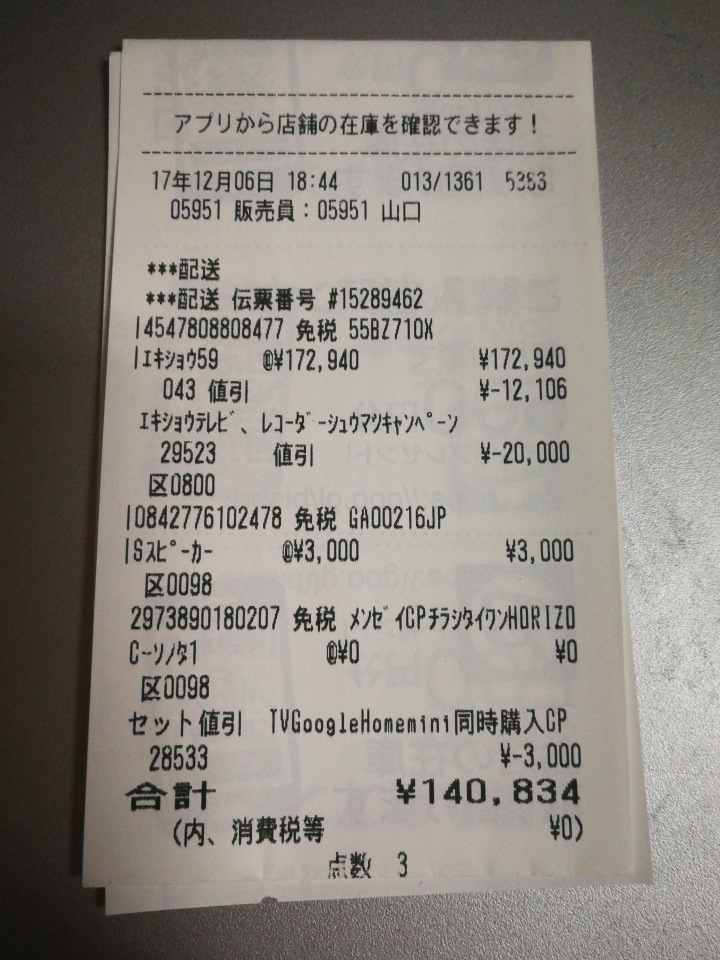 アプリから店舗の在庫を確認できます!
17年12月06日 18:44 013/1361 5383
05951 販売員:05951 山口
***配送
***配送 伝票番号 #15289462
|4547808808477 免税 55BZ710X
|ｴｷｼｮｳ59 @¥172,940 ¥172,940
043 値引 ¥-12,106
ｴｷｼｮｳﾃﾚﾋﾞ、ﾚｺｰﾀﾞｰｼｭｳﾏﾂｷｬﾝﾍﾟｰﾝ
29523 値引 ¥-20,000
区0800
|0842776102478 免税 GA00216JP
|Sｽﾋﾟｰｶｰ @¥3,000 ¥3,000
区0098
2973890180207 免税 ﾒﾝｾﾞｲCPﾁﾗｼﾀｲﾜﾝHORIZO
C-ｿﾉﾀ1 @¥0 ¥0
区0098
セット値引 TVGoogleHomemini同時購入CP
28533 ¥-3,000
合計 ¥140,834
(内、消費税等 ¥0)
点数 3